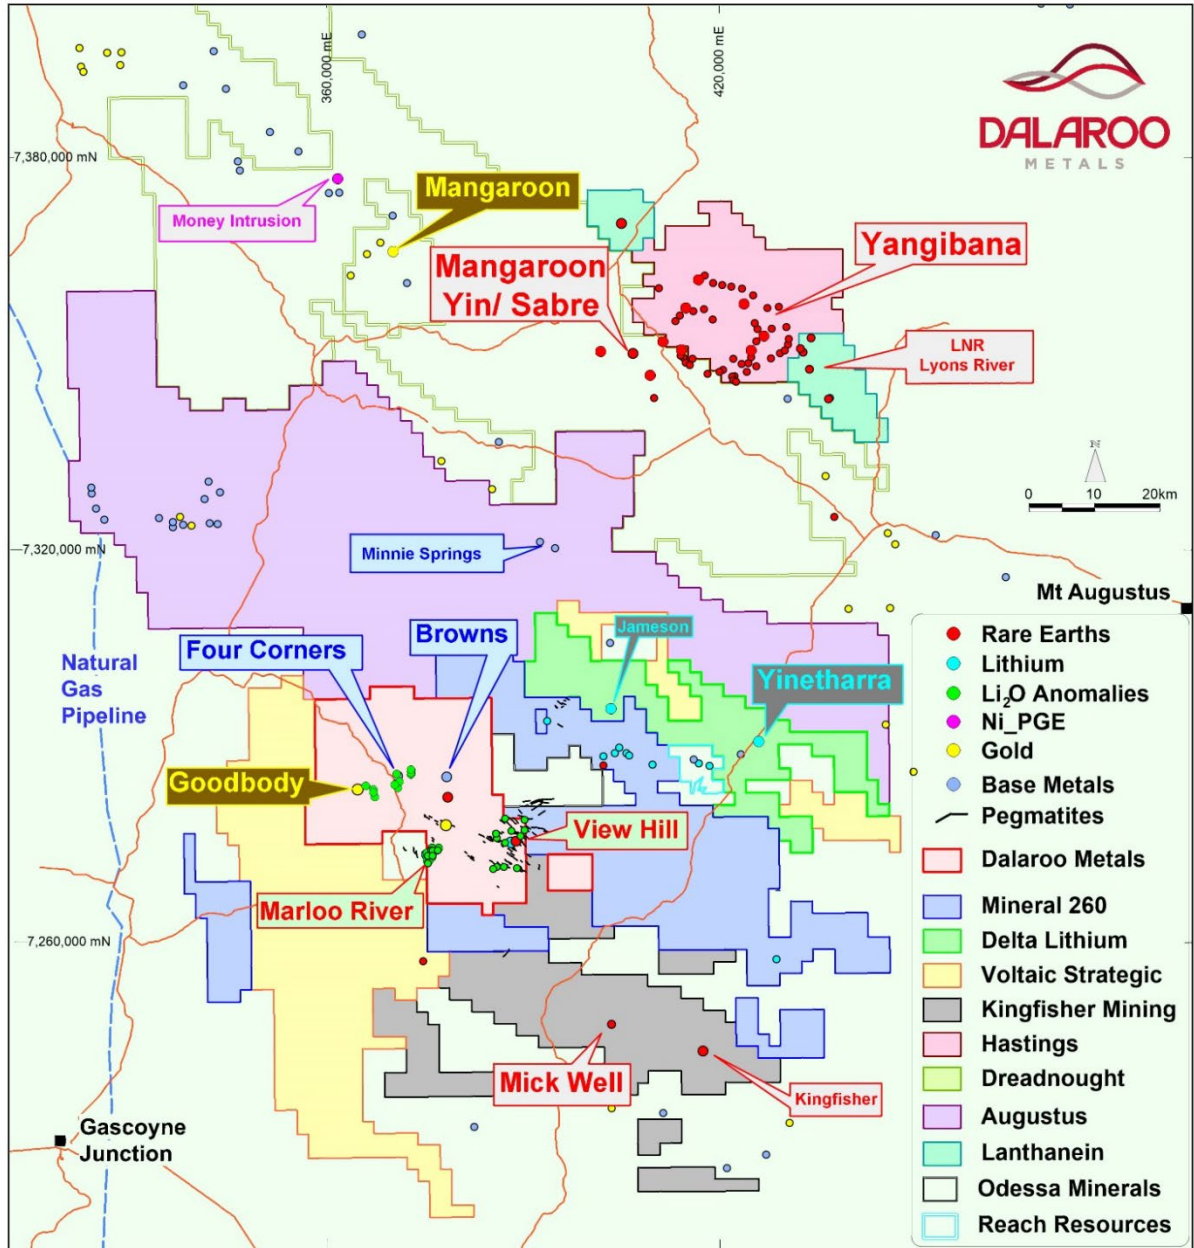 360,000 mE
420,000 mE
DALAROO
METALS
7,380,000 mN
Mangaroon
Money Intrusion
Mangaroon
Yin/ Sabre
Yangibana
LNR
Lyons River
N
0 10 20km
7,320,000 mN
Minnie Springs
Mt Augustus
Natural
Gas
Pipeline
Four Corners
Browns
Jameson
Yinetharra
Goodbody
View Hill
Marloo River
7,260,000 mN
Mick Well
Kingfisher
Gascoyne
Junction
Rare Earths
Lithium
Li2O Anomalies
Ni_PGE
Gold
Base Metals
Pegmatites
Dalaroo Metals
Mineral 260
Delta Lithium
Voltaic Strategic
Kingfisher Mining
Hastings
Dreadnought
Augustus
Lanthanein
Odessa Minerals
Reach Resources